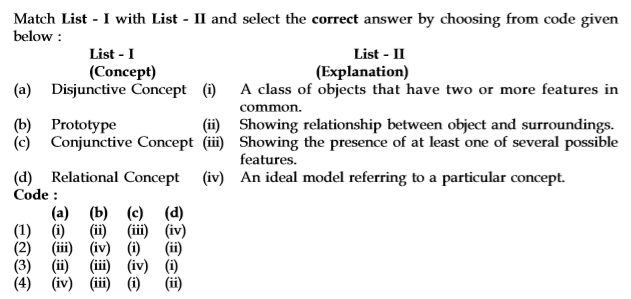 Match List - I with List - II and select the correct answer by choosing from code given
below :
List - I List - II
(Concept) (Explanation)
(a) Disjunctive Concept (i) A class of objects that have two or more features in
common.
(b) Prototype (ii) Showing relationship between object and surroundings.
(c) Conjunctive Concept (iii) Showing the presence of at least one of several possible
features.
(d) Relational Concept (iv) An ideal model referring to a particular concept.
Code :
(a) (b) (c) (d)
(1) (i) (ii) (iii) (iv)
(2) (iii) (iv) (i) (ii)
(3) (ii) (iii) (iv) (i)
(4) (iv) (iii) (i) (ii)